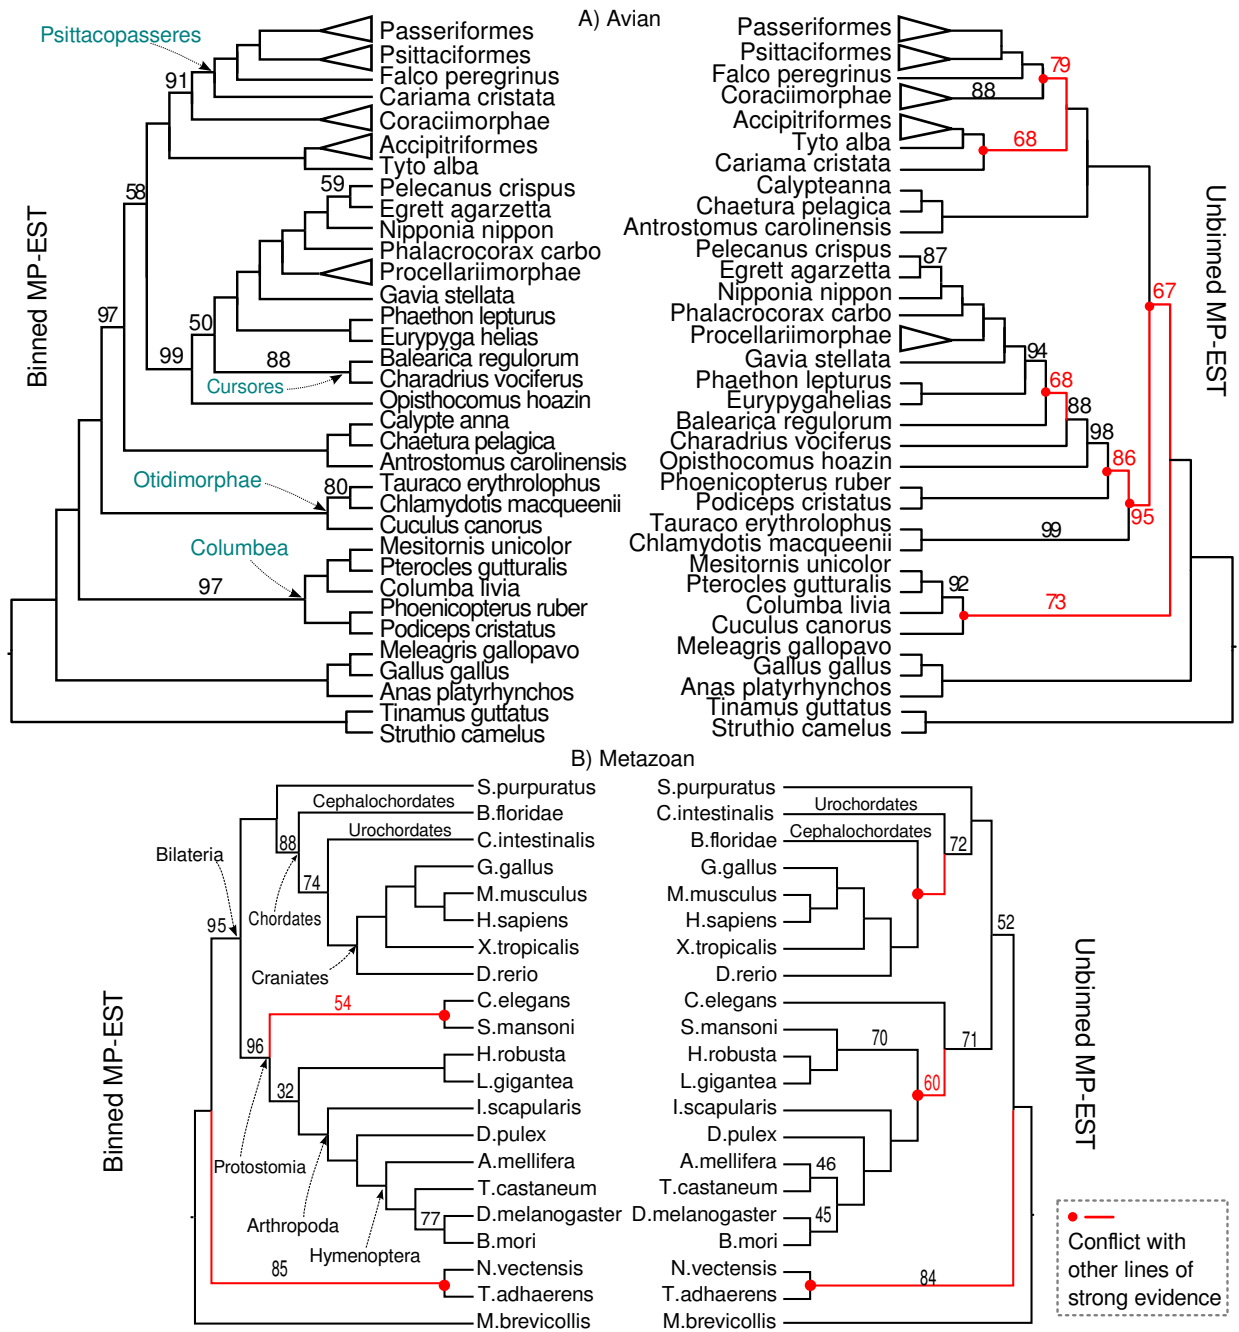 A) Avian
Binned MP-EST
Psittacopasseres
91
Passeriformes
Psittaciformes
Falco peregrinus
Cariama cristata
Coraciimorphae
Accipitriformes
Tyto alba
58
59
Pelecanus crispus
Egrett agarzetta
Nipponia nippon
Phalacrocorax carbo
Procellariimorphae
Gavia stellata
97
50
Phaethon lepturus
Eurypyga helias
99
88
Balearica regulorum
Cursores
Charadrius vociferus
Opisthocomus hoazin
Calypte anna
Chaetura pelagica
Antrostomus carolinensis
Otidimorphae
80
Tauraco erythrolophus
Chlamydotis macqueenii
Cuculus canorus
Columbea
97
Mesitornis unicolor
Pterocles gutturalis
Columba livia
Phoenicopterus ruber
Podiceps cristatus
Meleagris gallopavo
Gallus gallus
Anas platyrhynchos
Tinamus guttatus
Struthio camelus
Unbinned MP-EST
Passeriformes
Psittaciformes
Falco peregrinus
79
Coraciimorphae
88
Accipitriformes
Tyto alba
68
Cariama cristata
Calypteanna
Chaetura pelagica
Antrostomus carolinensis
Pelecanus crispus
87
Egrett agarzetta
Nipponia nippon
67
Phalacrocorax carbo
Procellariimorphae
94
Gavia stellata
Phaethon lepturus
68
Eurypygahelias
88
Balearica regulorum
98
Charadrius vociferus
Opisthocomus hoazin
86
Phoenicopterus ruber
Podiceps cristatus
95
Tauraco erythrolophus
99
Chlamydotis macqueenii
Mesitornis unicolor
Pterocles gutturalis
92
Columba livia
73
Cuculus canorus
Meleagris gallopavo
Gallus gallus
Anas platyrhynchos
Tinamus guttatus
Struthio camelus
B) Metazoan
Binned MP-EST
S.purpuratus
Cephalochordates
B.floridae
Urochordates
C.intestinalis
88
Bilateria
G.gallus
74
M.musculus
Chordates
H.sapiens
95
X.tropicalis
Craniates
D.rerio
54
C.elegans
S.mansoni
96
H.robusta
32
L.gigantea
I.scapularis
D.pulex
Protostomia
A.mellifera
T.castaneum
Arthropoda
77
D.melanogaster
Hymenoptera
B.mori
85
N.vectensis
T.adhaerens
M.brevicollis
Unbinned MP-EST
S.purpuratus
Urochordates
C.intestinalis
Cephalochordates
B.floridae
72
G.gallus
M.musculus
H.sapiens
52
X.tropicalis
D.rerio
C.elegans
S.mansoni
70
71
H.robusta
60
L.gigantea
I.scapularis
D.pulex
A.mellifera
46
T.castaneum
D.melanogaster
45
B.mori
N.vectensis
84
T.adhaerens
M.brevicollis
Conflict with
other lines of
strong evidence